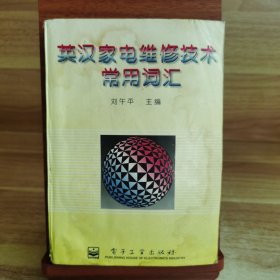 英汉家电维修技术
常用词汇
刘午平 主编
电子工业出版社
PUBLISHING HOUSE OF ELECTRONICS INDUSTRY